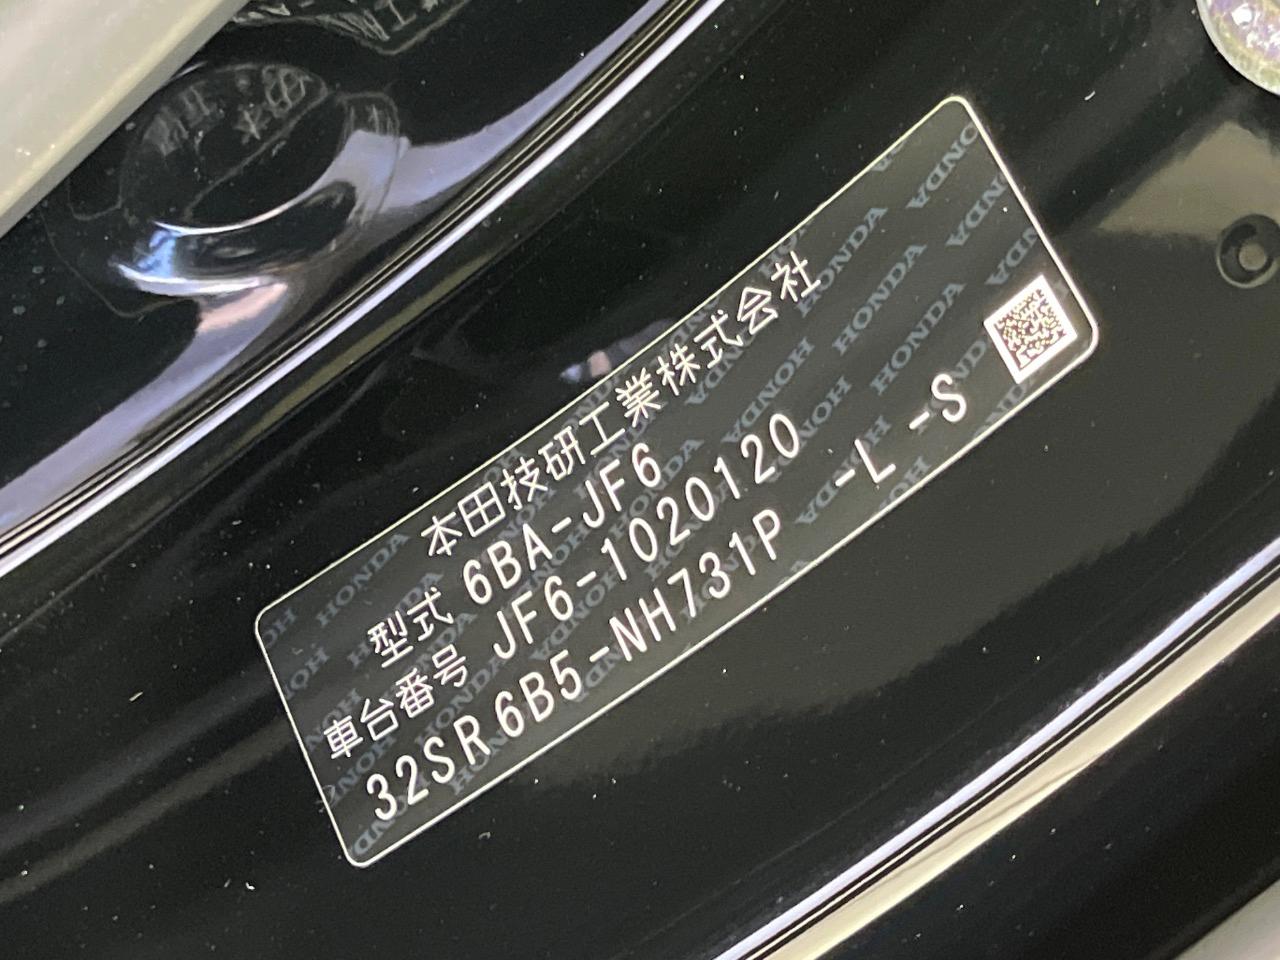 本田技研工業株式会社
型式 6BA-JF6
車台番号 JF6-1020120
32SR6B5-NH731P -L -S